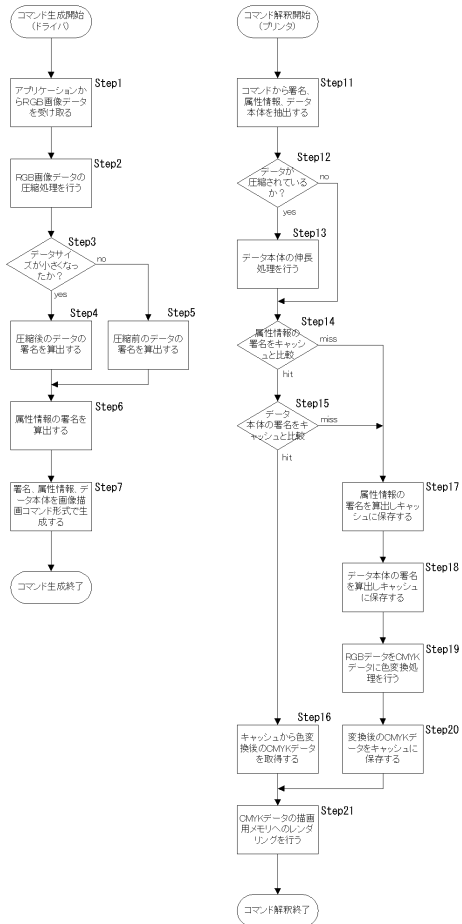 コマンド生成開始
（ドライバ）
Step1
アプリケーションか
らRGB画像データ
を受け取る
Step2
RGB画像データの
圧縮処理を行う
Step3
データサイ
ズが小さくなっ
たか？
no
yes
Step4
圧縮後のデータの
署名を算出する
Step5
圧縮前のデータの
署名を算出する
Step6
属性情報の署名を
算出する
Step7
署名、属性情報、デ
ータ本体を画像描
画コマンド形式で生
成する
コマンド生成終了
コマンド解釈開始
（プリンタ）
Step11
コマンドから署名、
属性情報、データ
本体を抽出する
Step12
データが
圧縮されている
か？
no
yes
Step13
データ本体の伸長
処理を行う
Step14
属性情報の
署名をキャッシ
ュと比較
miss
hit
Step15
データ
本体の署名をキ
ャッシュと比較
miss
hit
Step17
属性情報の
署名を算出しキャッ
シュに保存する
Step18
データ本体の署名
を算出しキャッシュ
に保存する
Step19
RGBデータをCMYK
データに色変換処
理を行う
Step16
キャッシュから色変
換後のCMYKデータ
を取得する
Step20
変換後のCMYKデ
ータをキャッシュに
保存する
Step21
CMYKデータの描画
用メモリへのレンダ
リングを行う
コマンド解釈終了